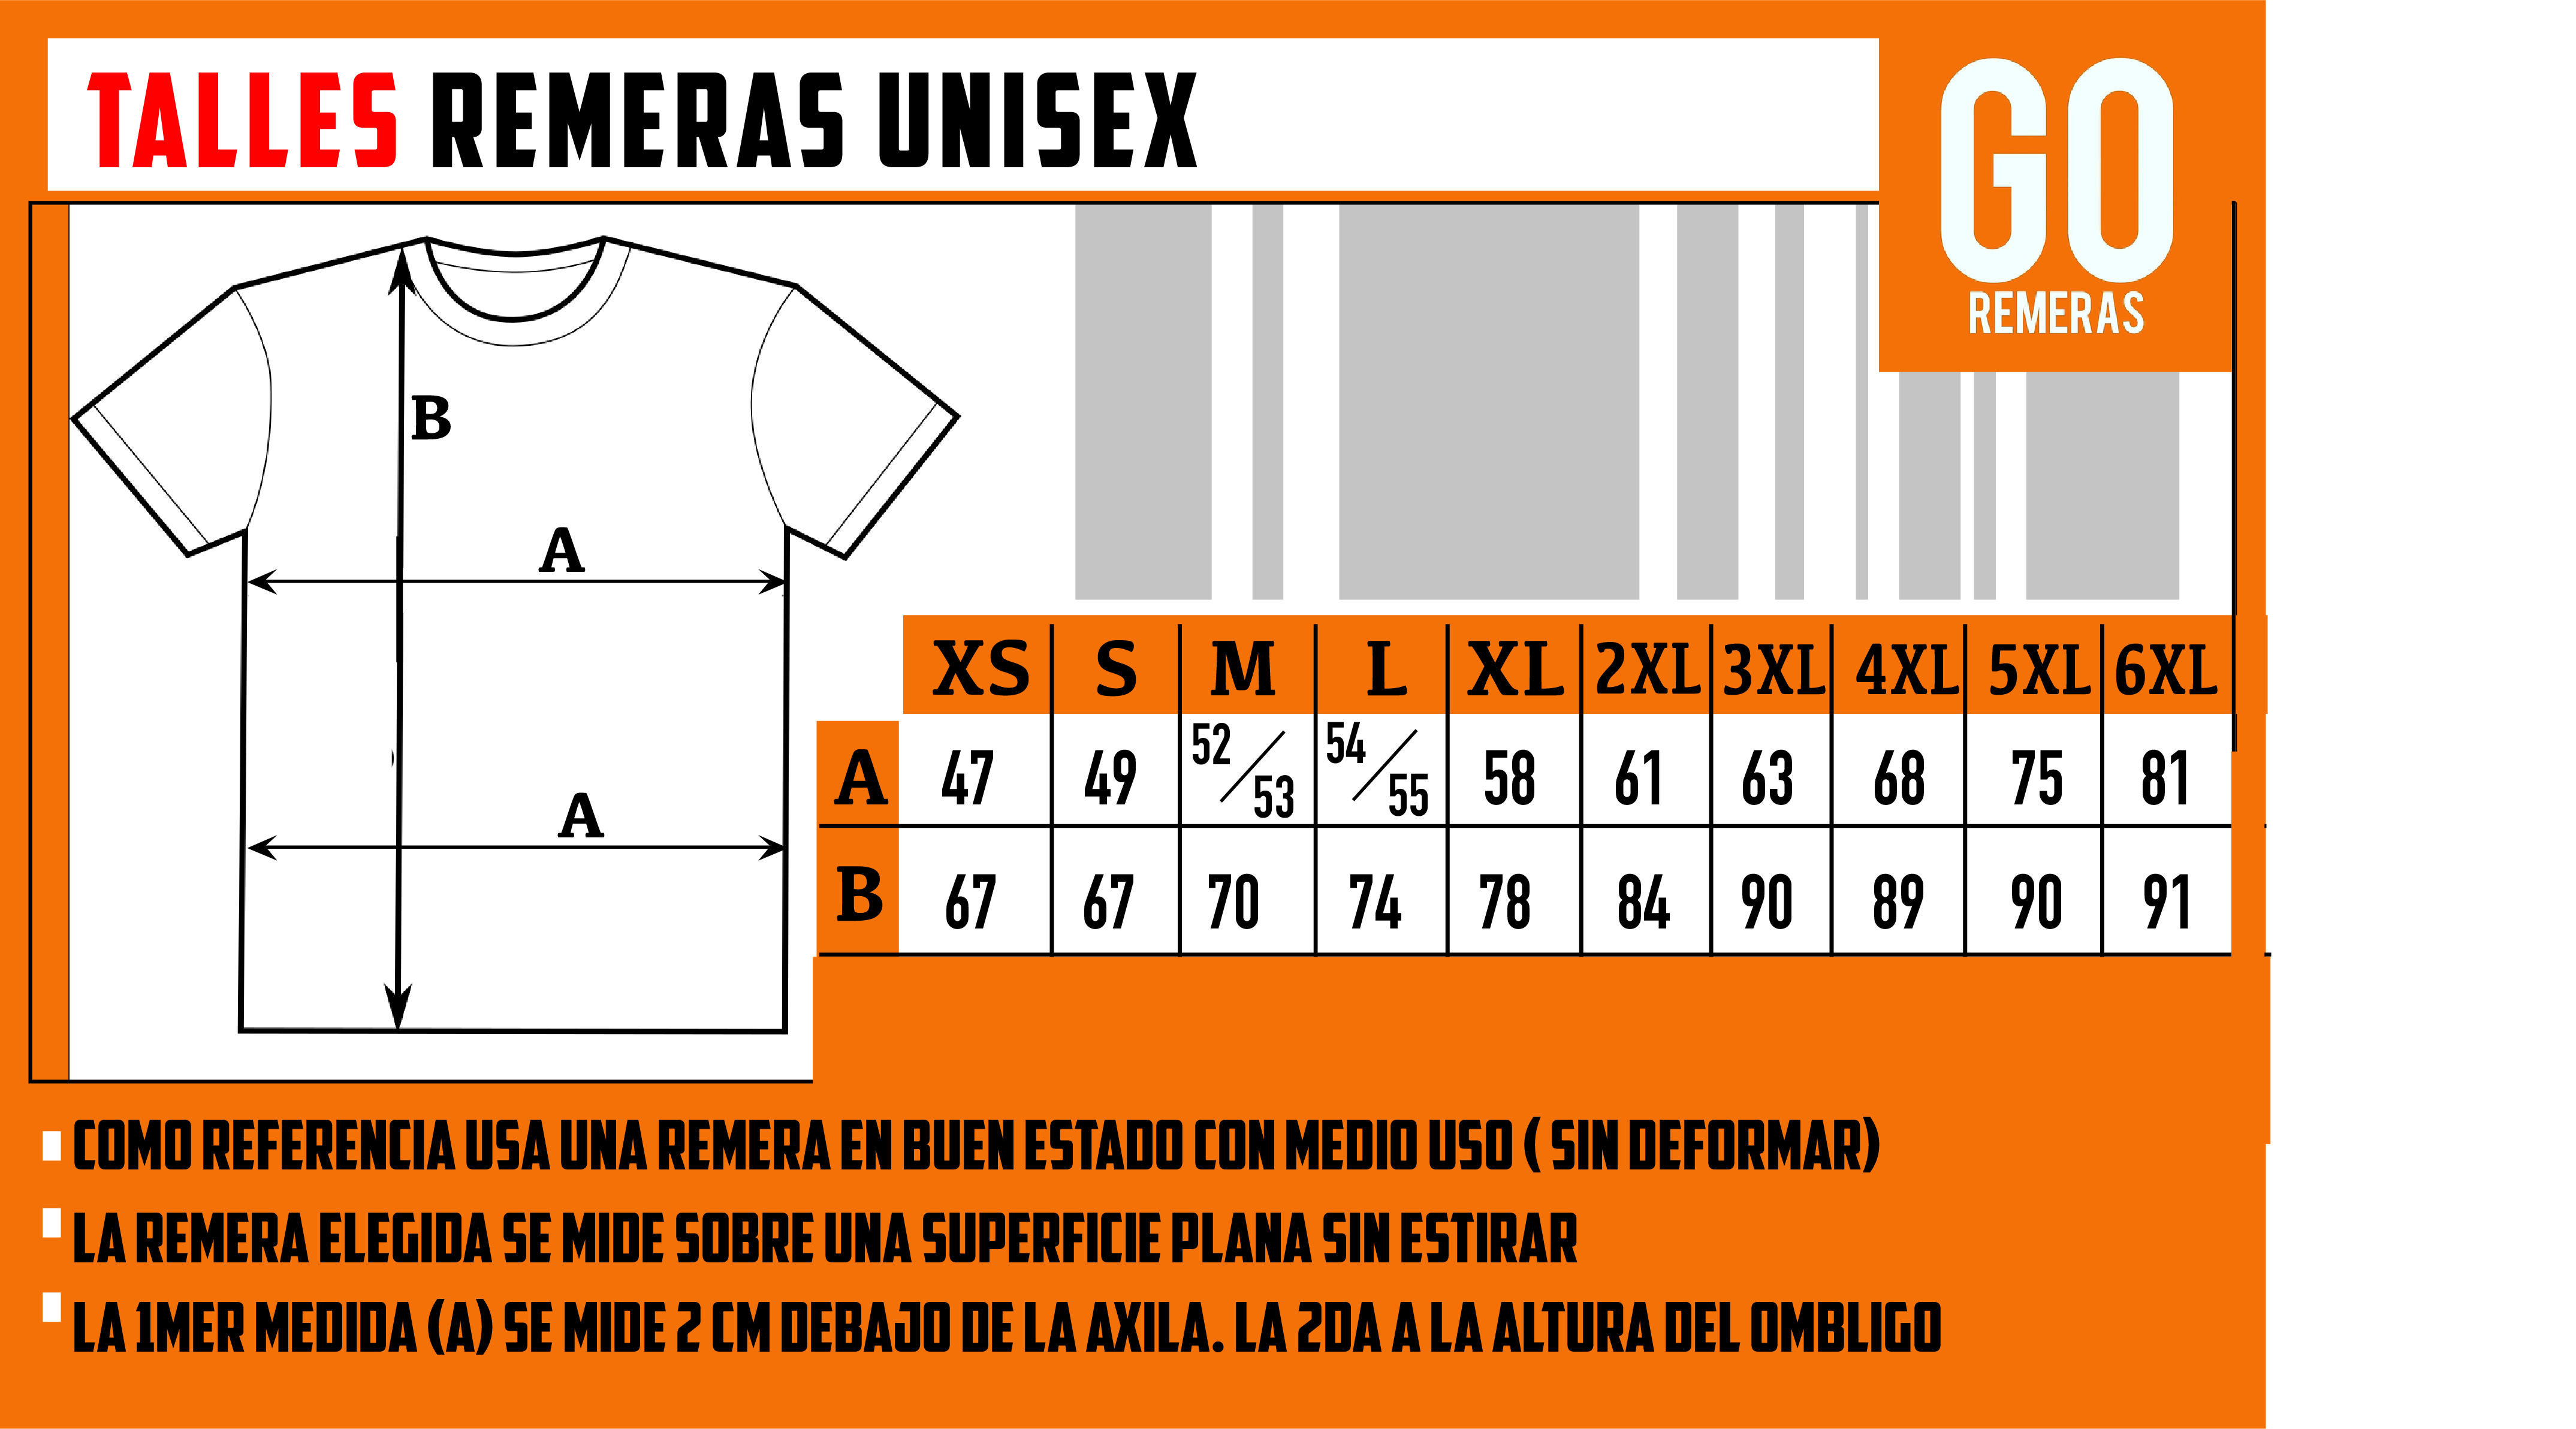 TALLES REMERAS UNISEX
GO
REMERAS
B
A
A
XS S M L XL 2XL 3XL 4XL 5XL 6XL
A 47 49 52/53 54/55 58 61 63 68 75 81
B 67 67 70 74 78 84 90 89 90 91
COMO REFERENCIA USA UNA REMERA EN BUEN ESTADO CON MEDIO USO ( SIN DEFORMAR)
LA REMERA ELEGIDA SE MIDE SOBRE UNA SUPERFICIE PLANA SIN ESTIRAR
LA 1MER MEDIDA (A) SE MIDE 2 CM DEBAJO DE LA AXILA. LA 2DA A LA ALTURA DEL OMBLIGO